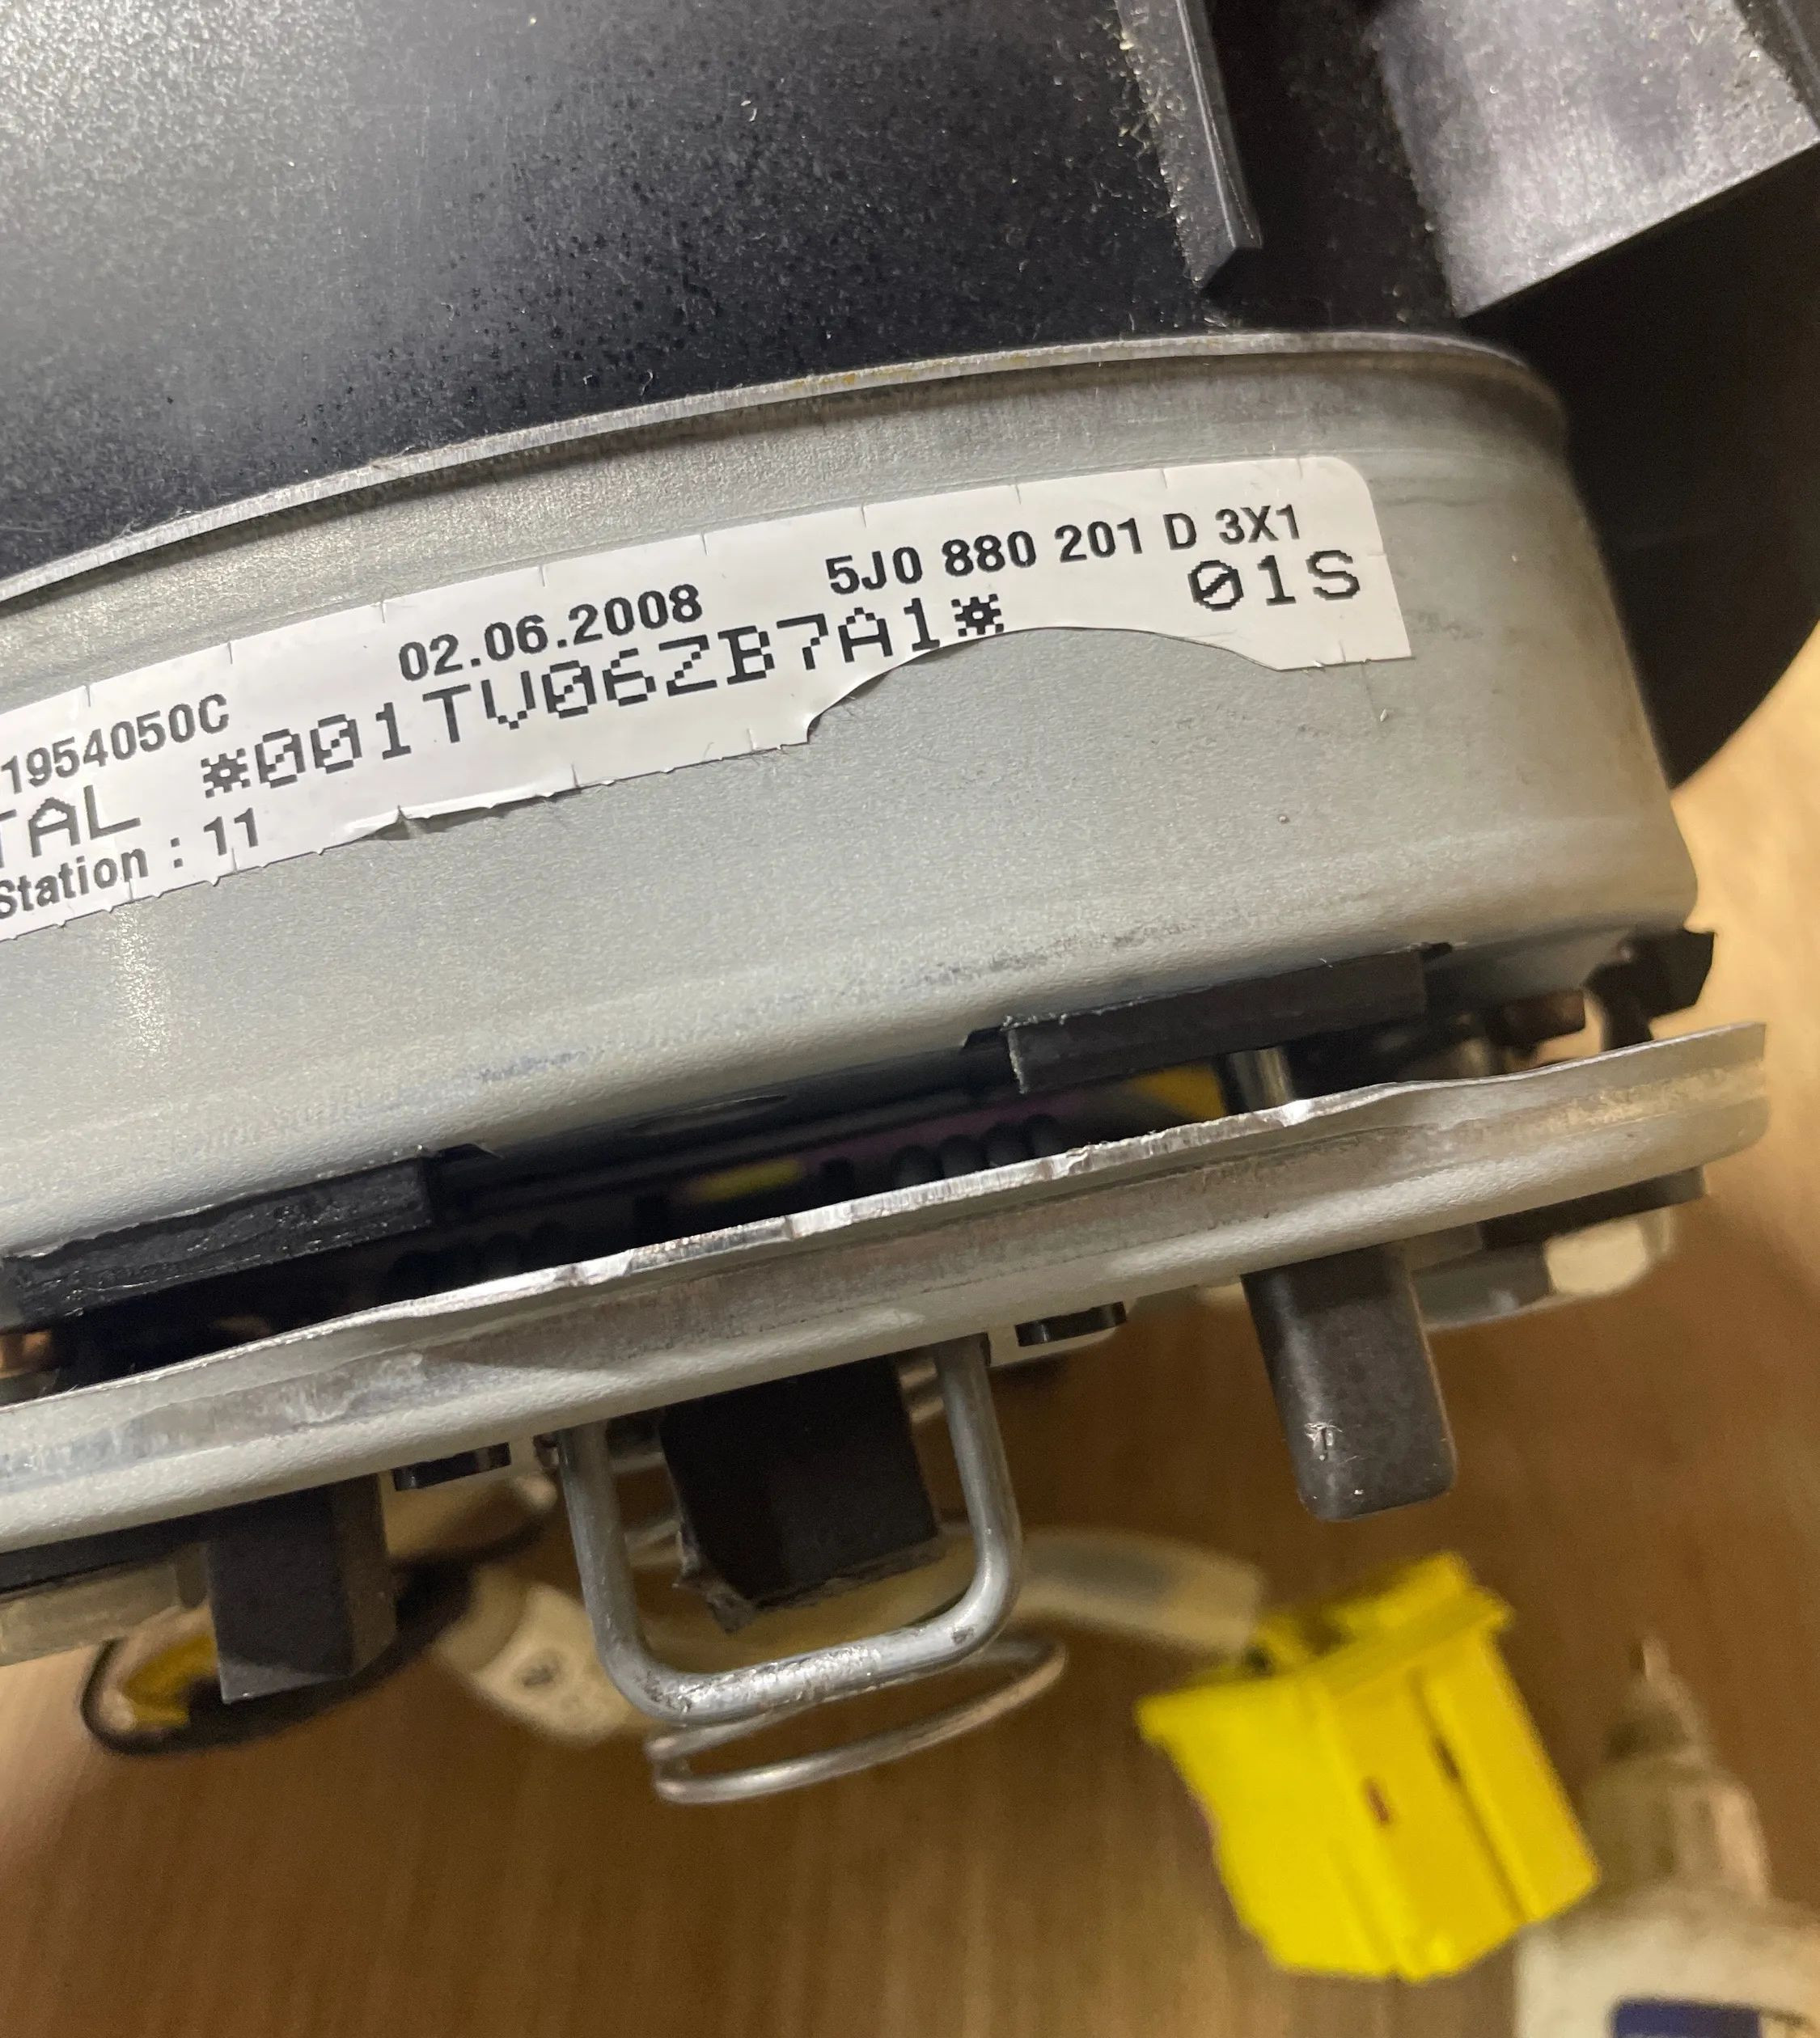 1954050C 02.06.2008 5J0 880 201 D 3X1
TAL *001TV06ZB7A1* 01S
Station : 11